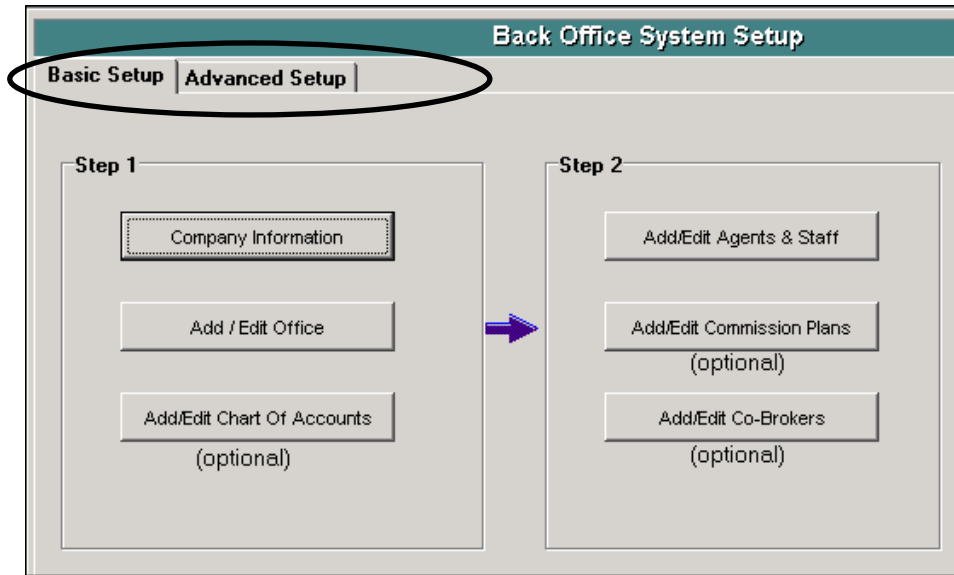 Back Office System Setup
Basic Setup
Advanced Setup
Step 1
Company Information
Add / Edit Office
Add/Edit Chart Of Accounts
(optional)
Step 2
Add/Edit Agents & Staff
Add/Edit Commission Plans
(optional)
Add/Edit Co-Brokers
(optional)